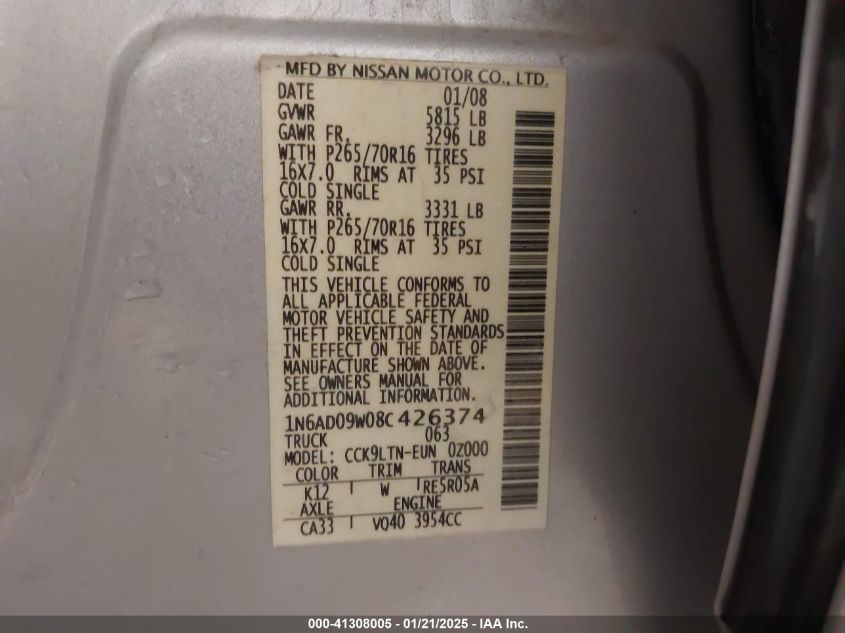 MFD BY NISSAN MOTOR CO., LTD.
DATE 01/08
GVWR 5815 LB
GAWR FR. 3296 LB
WITH P265/70R16 TIRES
16X7.0 RIMS AT 35 PSI
COLD SINGLE
GAWR RR. 3331 LB
WITH P265/70R16 TIRES
16X7.0 RIMS AT 35 PSI
COLD SINGLE
THIS VEHICLE CONFORMS TO
ALL APPLICABLE FEDERAL
MOTOR VEHICLE SAFETY AND
THEFT PREVENTION STANDARDS
IN EFFECT ON THE DATE OF
MANUFACTURE SHOWN ABOVE.
SEE OWNERS MANUAL FOR
ADDITIONAL INFORMATION.
1N6AD09W08C426374
TRUCK 063
MODEL: CCK9LTN-EUN 0Z000
COLOR TRIM TRANS
K12 W RE5R05A
AXLE ENGINE
CA33 VQ40 3954CC
000-41308005 - 01/21/2025 - IAA Inc.